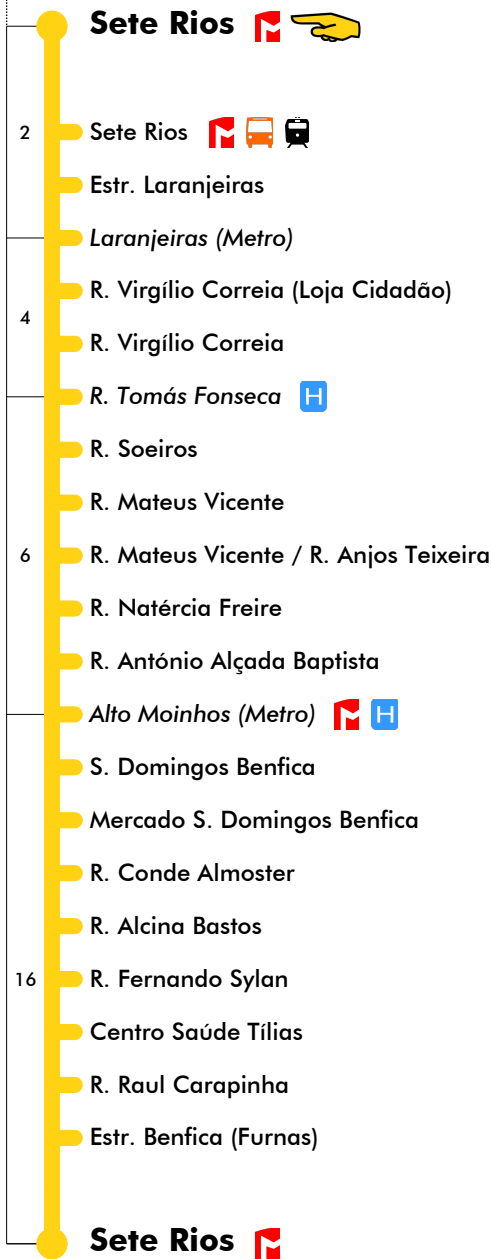 Sete Rios
2
Sete Rios
Estr. Laranjeiras
Laranjeiras (Metro)
R. Virgílio Correia (Loja Cidadão)
4
R. Virgílio Correia
R. Tomás Fonseca H
R. Soeiros
R. Mateus Vicente
6
R. Mateus Vicente / R. Anjos Teixeira
R. Natércia Freire
R. António Alçada Baptista
Alto Moinhos (Metro) H
S. Domingos Benfica
Mercado S. Domingos Benfica
R. Conde Almoster
R. Alcina Bastos
16
R. Fernando Sylan
Centro Saúde Tílias
R. Raul Carapinha
Estr. Benfica (Furnas)
Sete Rios